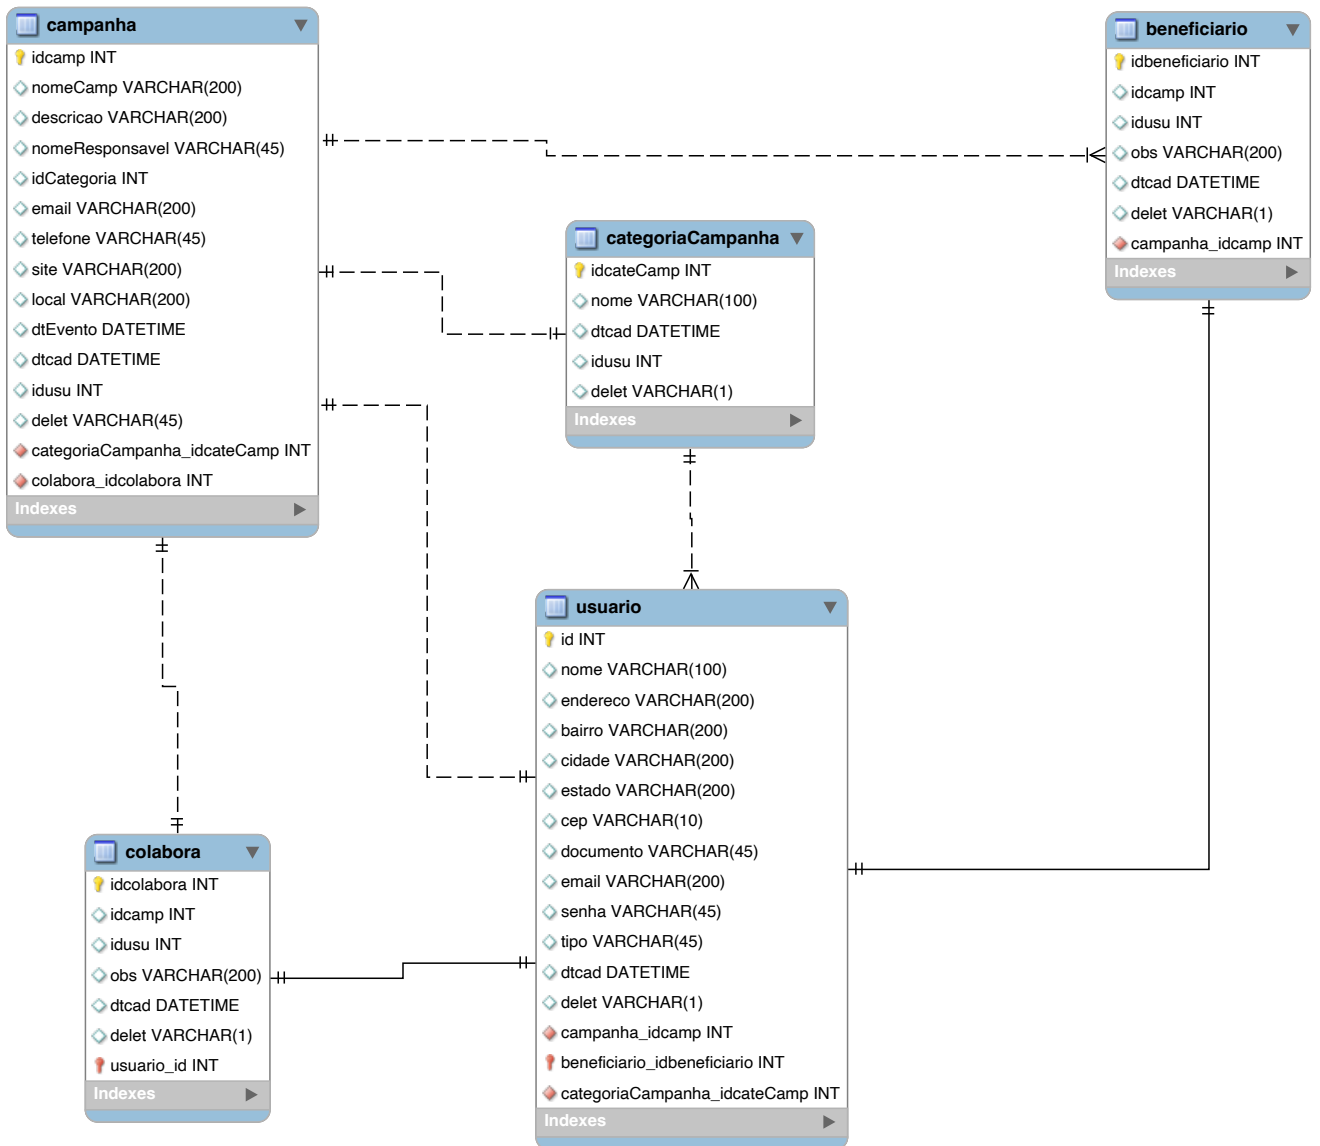 campanha
idcamp INT
nomeCamp VARCHAR(200)
descricao VARCHAR(200)
nomeResponsavel VARCHAR(45)
idCategoria INT
email VARCHAR(200)
telefone VARCHAR(45)
site VARCHAR(200)
local VARCHAR(200)
dtEvento DATETIME
dtcad DATETIME
idusu INT
delet VARCHAR(45)
categoriaCampanha_idcateCamp INT
colabora_idcolabora INT
Indexes
beneficiario
idbeneficiario INT
idcamp INT
idusu INT
obs VARCHAR(200)
dtcad DATETIME
delet VARCHAR(1)
campanha_idcamp INT
Indexes
categoriaCampanha
idcateCamp INT
nome VARCHAR(100)
dtcad DATETIME
idusu INT
delet VARCHAR(1)
Indexes
usuario
id INT
nome VARCHAR(100)
endereco VARCHAR(200)
bairro VARCHAR(200)
cidade VARCHAR(200)
estado VARCHAR(200)
cep VARCHAR(10)
documento VARCHAR(45)
email VARCHAR(200)
senha VARCHAR(45)
tipo VARCHAR(45)
dtcad DATETIME
delet VARCHAR(1)
campanha_idcamp INT
beneficiario_idbeneficiario INT
categoriaCampanha_idcateCamp INT
Indexes
colabora
idcolabora INT
idcamp INT
idusu INT
obs VARCHAR(200)
dtcad DATETIME
delet VARCHAR(1)
usuario_id INT
Indexes